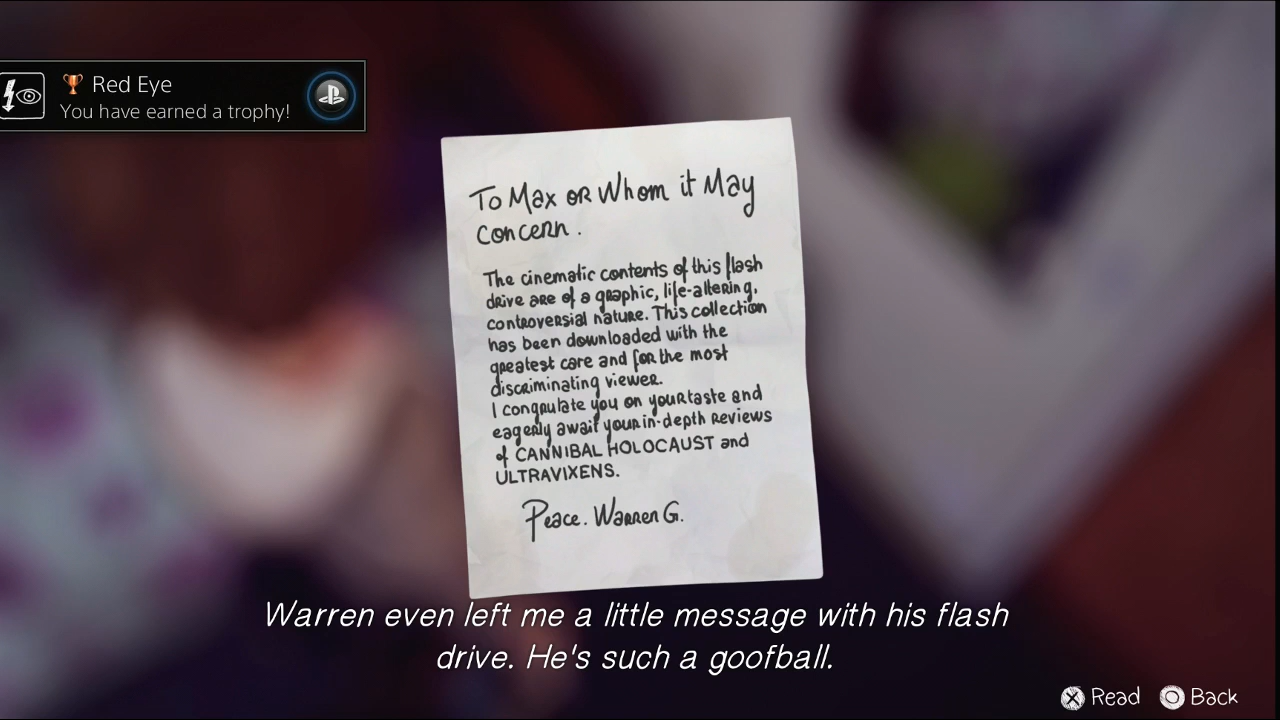 Red Eye
You have earned a trophy!
To Max or Whom it May
Concern.
The cinematic contents of this flash
drive are of a graphic, life-altering,
controversial nature. This collection
has been downloaded with the
greatest care and for the most
discriminating viewer.
I congrulate you on your taste and
eagerly await your in-depth reviews
of CANNIBAL HOLOCAUST and
ULTRAVIXENS.
Peace. Warren G.
Warren even left me a little message with his flash
drive. He's such a goofball.
Read Back